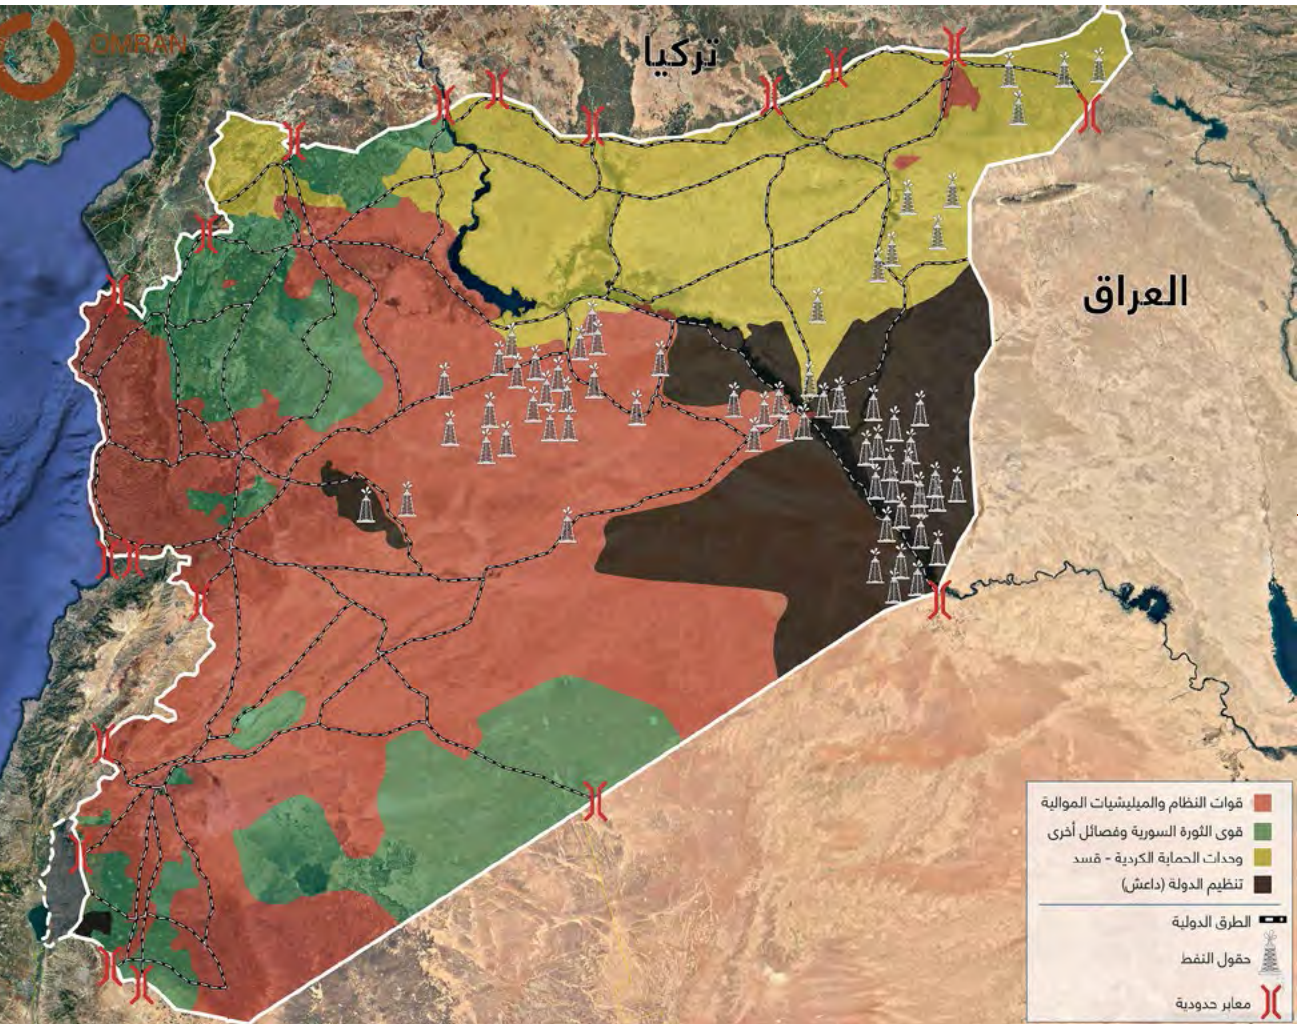 OMRAN
تركيا
العراق
قوات النظام والميليشيات الموالية
قوى الثورة السورية وفصائل أخرى
وحدات الحماية الكردية - قسد
تنظيم الدولة (داعش)
الطرق الدولية
حقول النفط
معابر حدودية